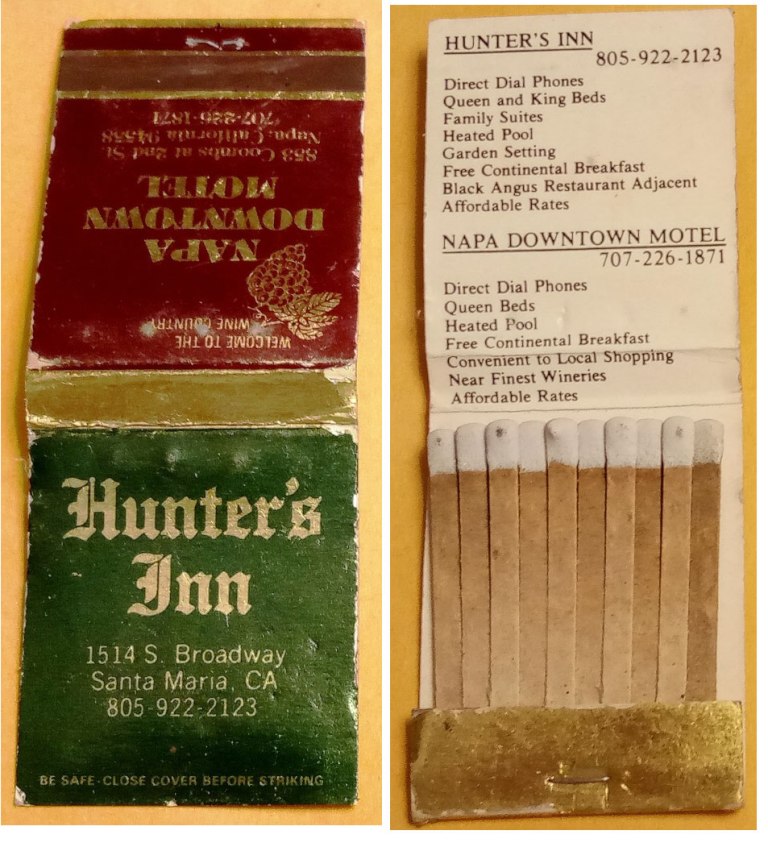 WELCOME TO THE
WINE COUNTRY
NAPA
DOWNTOWN
MOTEL
853 Coombs at 2nd St.
Napa, California 94558
707-226-1871
Hunter's
Inn
1514 S. Broadway
Santa Maria, CA
805-922-2123
BE SAFE-CLOSE COVER BEFORE STRIKING
HUNTER'S INN
805-922-2123
Direct Dial Phones
Queen and King Beds
Family Suites
Heated Pool
Garden Setting
Free Continental Breakfast
Black Angus Restaurant Adjacent
Affordable Rates
NAPA DOWNTOWN MOTEL
707-226-1871
Direct Dial Phones
Queen Beds
Heated Pool
Free Continental Breakfast
Convenient to Local Shopping
Near Finest Wineries
Affordable Rates